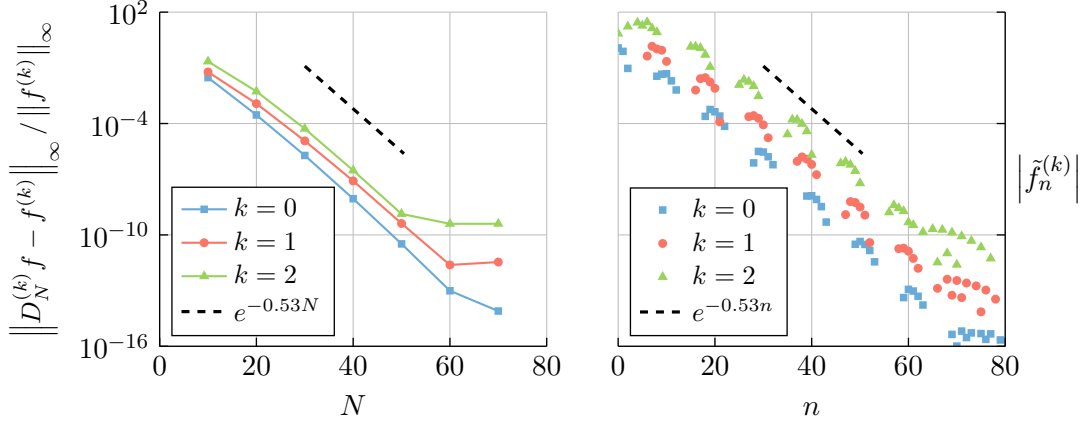 ‖D_N^{(k)} f − f^{(k)}‖_∞ / ‖f^{(k)}‖_∞
10^2
10^{-4}
10^{-10}
10^{-16}
k = 0
k = 1
k = 2
e^{-0.53N}
0 20 40 60 80
N
k = 0
k = 1
k = 2
e^{-0.53n}
0 20 40 60 80
n
|f̃_n^{(k)}|